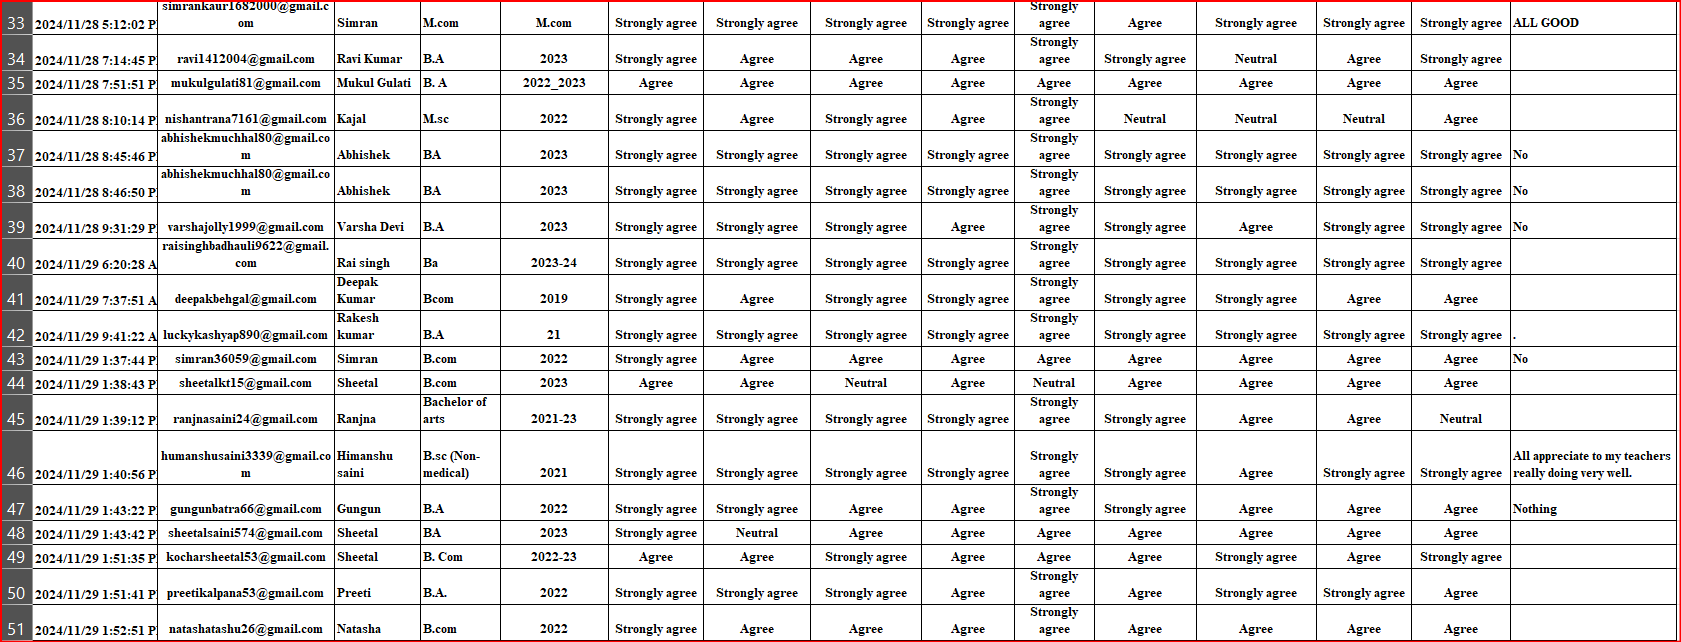 33 2024/11/28 5:12:02 P simrankaur1682000@gmail.com Simran M.com M.com Strongly agree Strongly agree Strongly agree Strongly agree Strongly agree Agree Strongly agree Strongly agree Strongly agree ALL GOOD
34 2024/11/28 7:14:45 P ravi1412004@gmail.com Ravi Kumar B.A 2023 Strongly agree Agree Agree Agree Strongly agree Strongly agree Neutral Agree Strongly agree
35 2024/11/28 7:51:51 P mukulgulati81@gmail.com Mukul Gulati B. A 2022_2023 Agree Agree Agree Agree Agree Agree Agree Agree Agree
36 2024/11/28 8:10:14 P nishantrana7161@gmail.com Kajal M.sc 2022 Strongly agree Agree Strongly agree Agree Strongly agree Neutral Neutral Neutral Agree
37 2024/11/28 8:45:46 P abhishekmuchhal80@gmail.com Abhishek BA 2023 Strongly agree Strongly agree Strongly agree Strongly agree Strongly agree Strongly agree Strongly agree Strongly agree Strongly agree No
38 2024/11/28 8:46:50 P abhishekmuchhal80@gmail.com Abhishek BA 2023 Strongly agree Strongly agree Strongly agree Strongly agree Strongly agree Strongly agree Strongly agree Strongly agree Strongly agree No
39 2024/11/28 9:31:29 P varshajolly1999@gmail.com Varsha Devi B.A 2023 Strongly agree Strongly agree Strongly agree Agree Strongly agree Strongly agree Agree Strongly agree Strongly agree No
40 2024/11/29 6:20:28 A raisinghbadhauli9622@gmail.com Rai singh Ba 2023-24 Strongly agree Strongly agree Strongly agree Strongly agree Strongly agree Strongly agree Strongly agree Strongly agree Strongly agree
41 2024/11/29 7:37:51 A deepakbehgal@gmail.com Deepak Kumar Bcom 2019 Strongly agree Agree Strongly agree Strongly agree Strongly agree Strongly agree Strongly agree Agree Agree
42 2024/11/29 9:41:22 A luckykashyap890@gmail.com Rakesh kumar B.A 21 Strongly agree Strongly agree Strongly agree Strongly agree Strongly agree Strongly agree Strongly agree Strongly agree Strongly agree .
43 2024/11/29 1:37:44 P simran36059@gmail.com Simran B.com 2022 Strongly agree Agree Agree Agree Agree Agree Agree Agree Agree No
44 2024/11/29 1:38:43 P sheetalkt15@gmail.com Sheetal B.com 2023 Agree Agree Neutral Agree Neutral Agree Agree Agree Agree
45 2024/11/29 1:39:12 P ranjnasaini24@gmail.com Ranjna Bachelor of arts 2021-23 Strongly agree Strongly agree Strongly agree Strongly agree Strongly agree Strongly agree Agree Agree Neutral
46 2024/11/29 1:40:56 P humanshusaini3339@gmail.com Himanshu saini B.sc (Non-medical) 2021 Strongly agree Strongly agree Strongly agree Strongly agree Strongly agree Strongly agree Agree Strongly agree Strongly agree All appreciate to my teachers really doing very well.
47 2024/11/29 1:43:22 P gungunbatra66@gmail.com Gungun B.A 2022 Strongly agree Strongly agree Agree Agree Strongly agree Strongly agree Agree Agree Agree Nothing
48 2024/11/29 1:43:42 P sheetalsaini574@gmail.com Sheetal BA 2023 Strongly agree Neutral Strongly agree Agree Agree Agree Agree Agree Agree
49 2024/11/29 1:51:35 P kocharsheetal53@gmail.com Sheetal B. Com 2022-23 Agree Agree Strongly agree Agree Agree Agree Strongly agree Agree Strongly agree
50 2024/11/29 1:51:41 P preetikalpana53@gmail.com Preeti B.A. 2022 Strongly agree Agree Strongly agree Agree Strongly agree Agree Strongly agree Strongly agree Agree
51 2024/11/29 1:52:51 P natashatashu26@gmail.com Natasha B.com 2022 Strongly agree Agree Agree Agree Strongly agree Agree Agree Agree Agree